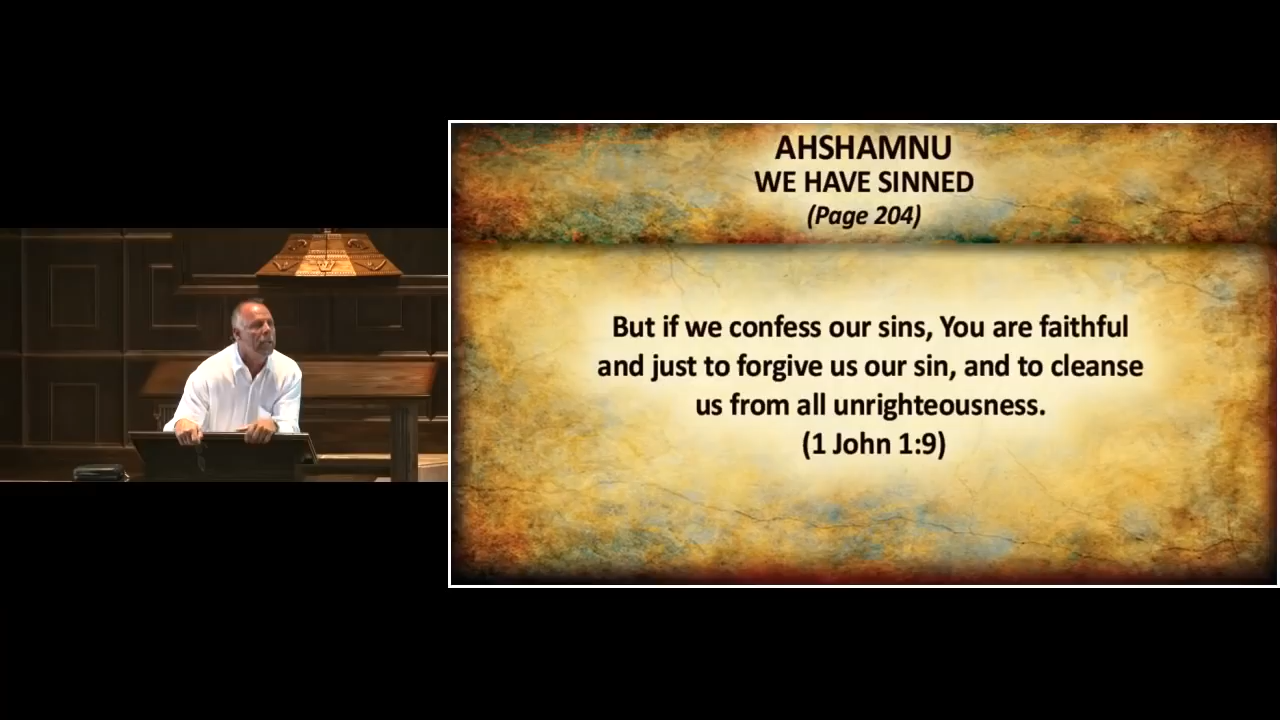 AHSHAMNU
WE HAVE SINNED
(Page 204)
But if we confess our sins, You are faithful
and just to forgive us our sin, and to cleanse
us from all unrighteousness.
(1 John 1:9)